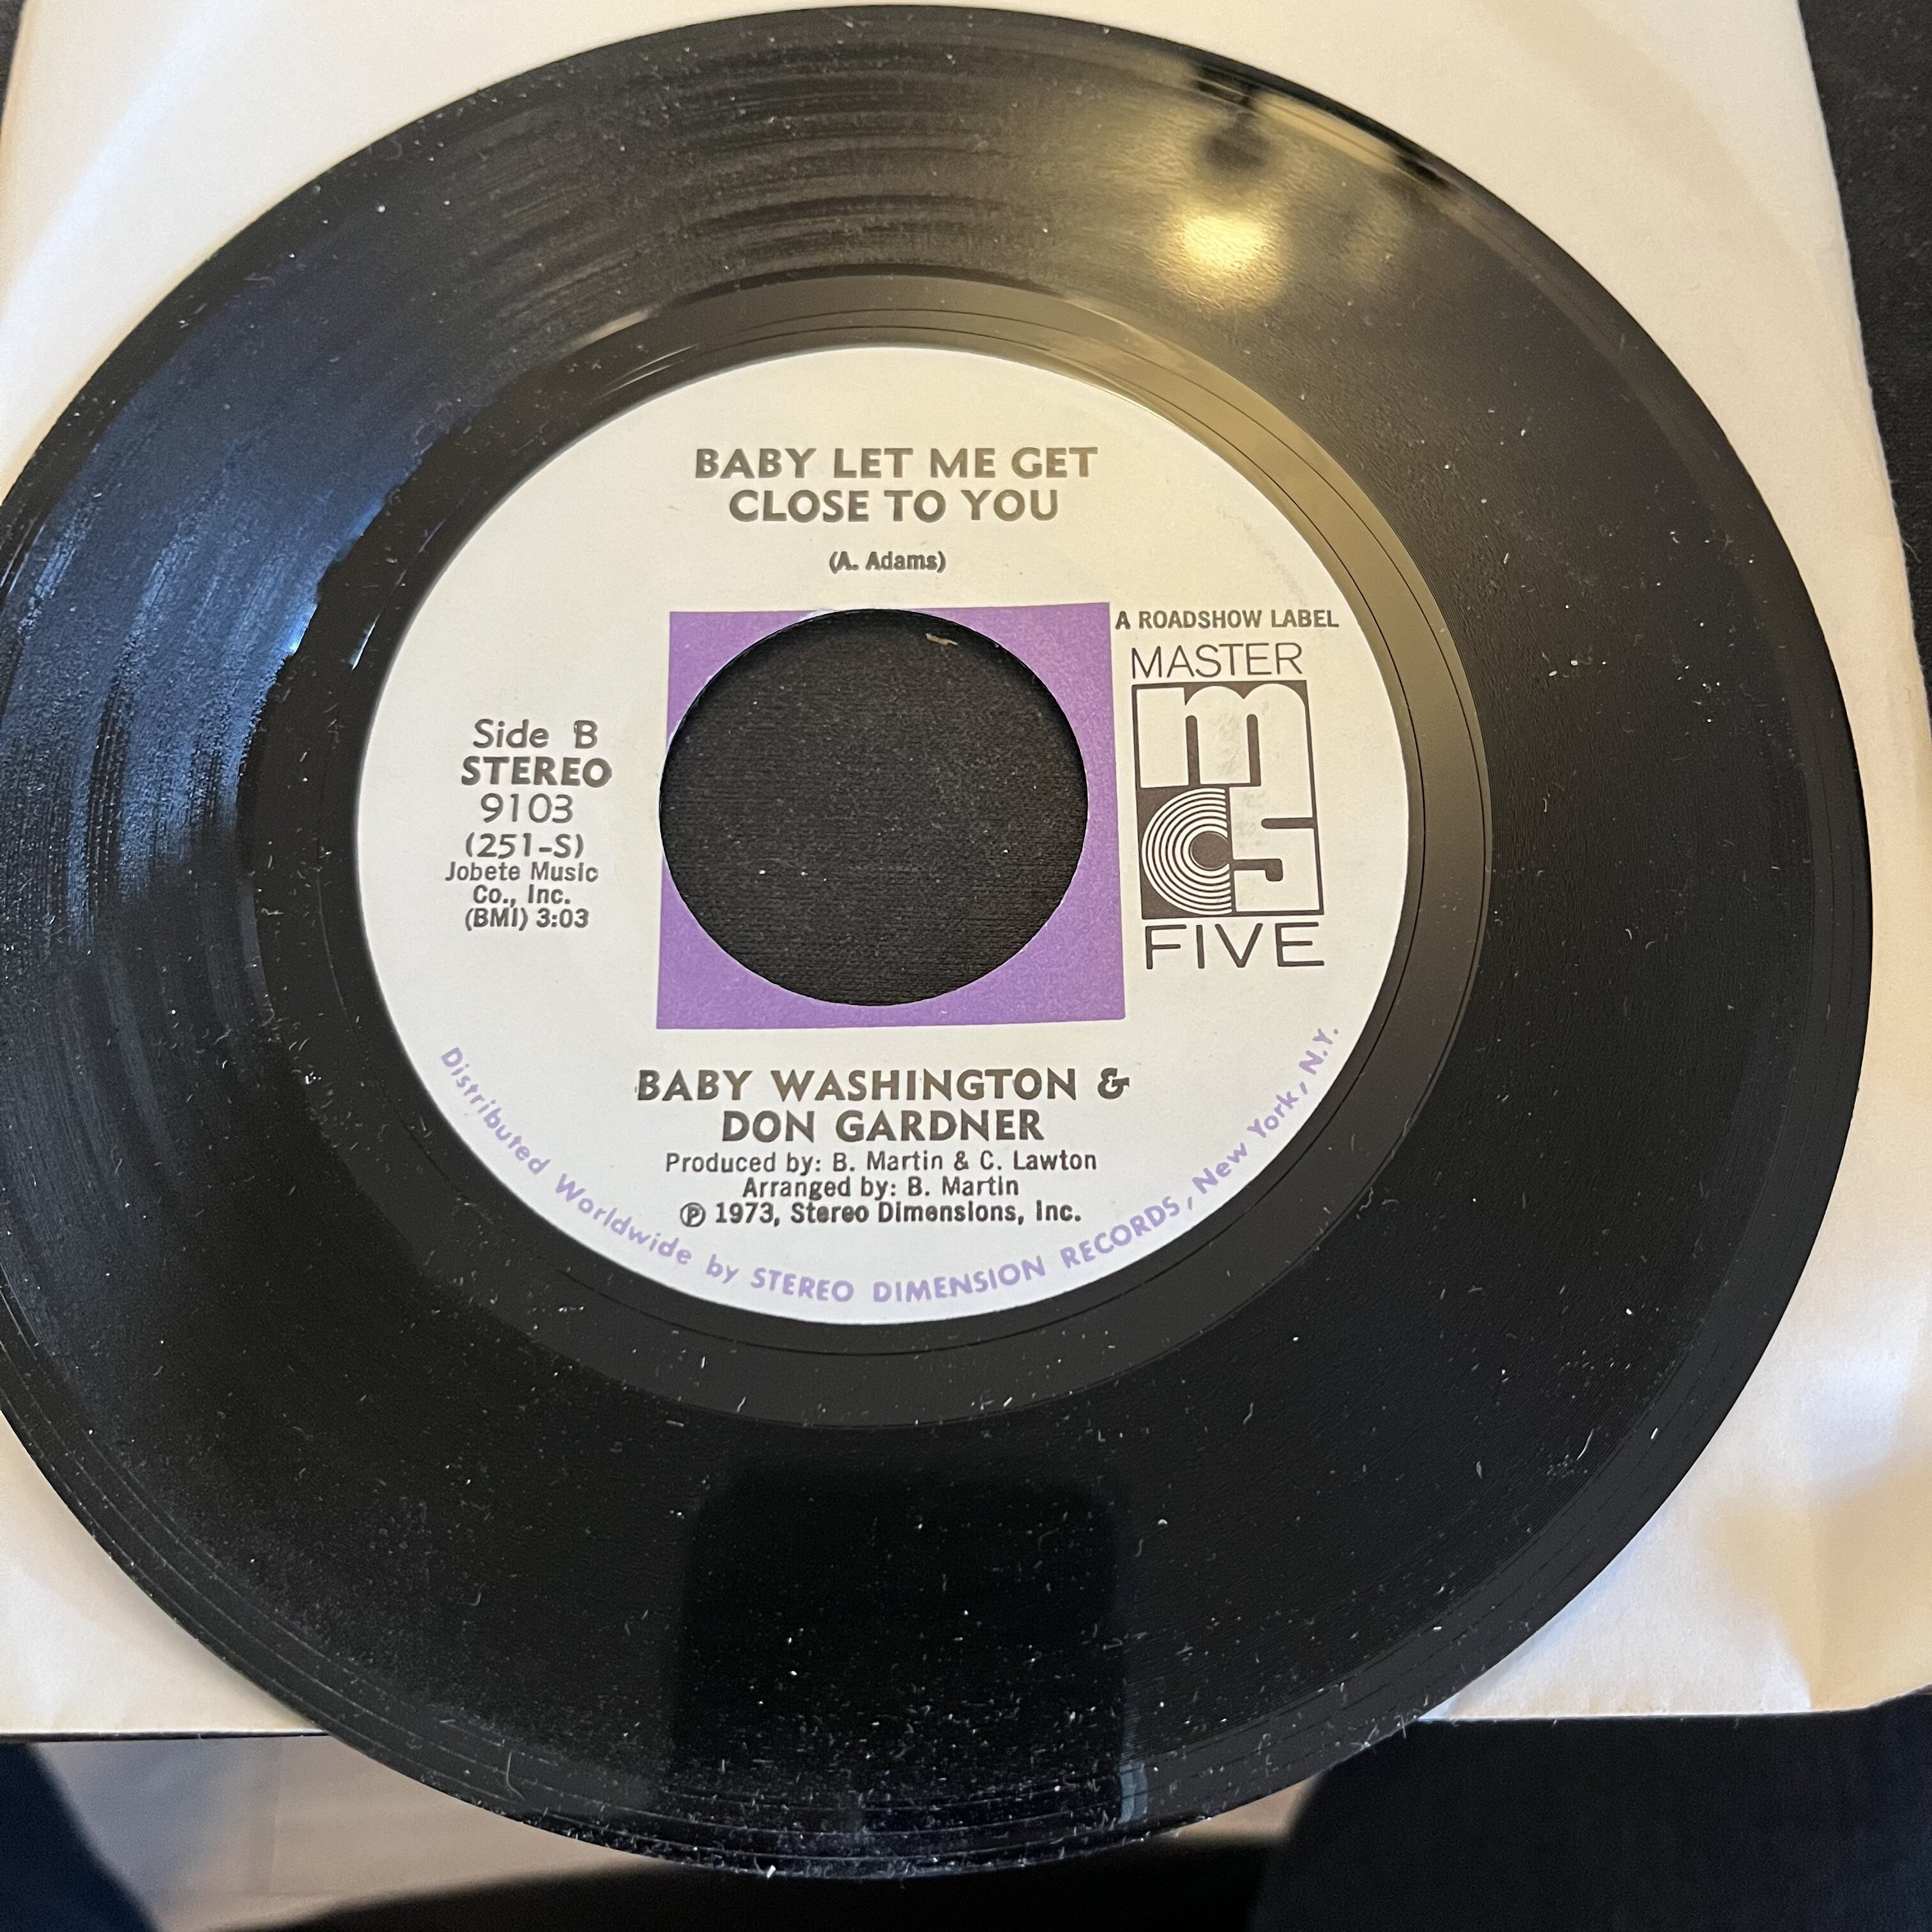 BABY LET ME GET
CLOSE TO YOU
(A. Adams)
A ROADSHOW LABEL
MASTER
mcs
FIVE
Side B
STEREO
9103
(251-S)
Jobete Music
Co., Inc.
(BMI) 3:03
BABY WASHINGTON &
DON GARDNER
Produced by: B. Martin & C. Lawton
Arranged by: B. Martin
℗ 1973, Stereo Dimensions, Inc.
Distributed Worldwide by STEREO DIMENSION RECORDS, New York, N.Y.